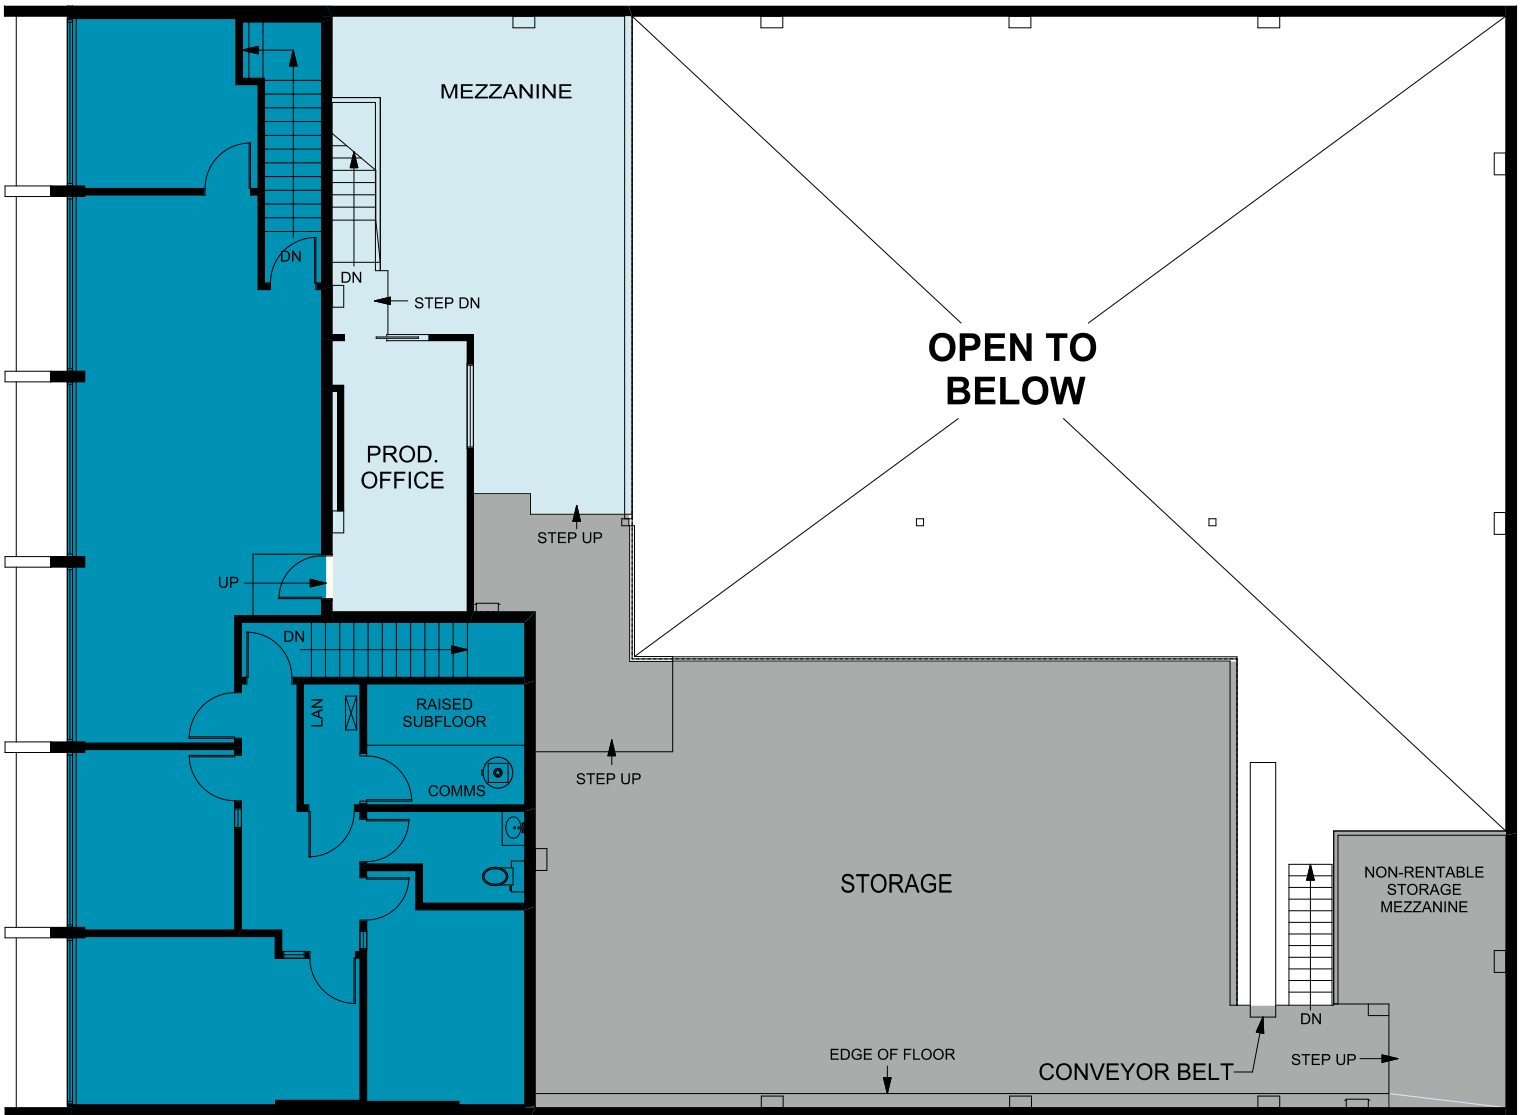 MEZZANINE
DN
DN
STEP DN
OPEN TO
BELOW
PROD.
OFFICE
STEP UP
UP
DN
LAN
RAISED
SUBFLOOR
STEP UP
COMMS
STORAGE
NON-RENTABLE
STORAGE
MEZZANINE
DN
EDGE OF FLOOR
STEP UP
CONVEYOR BELT